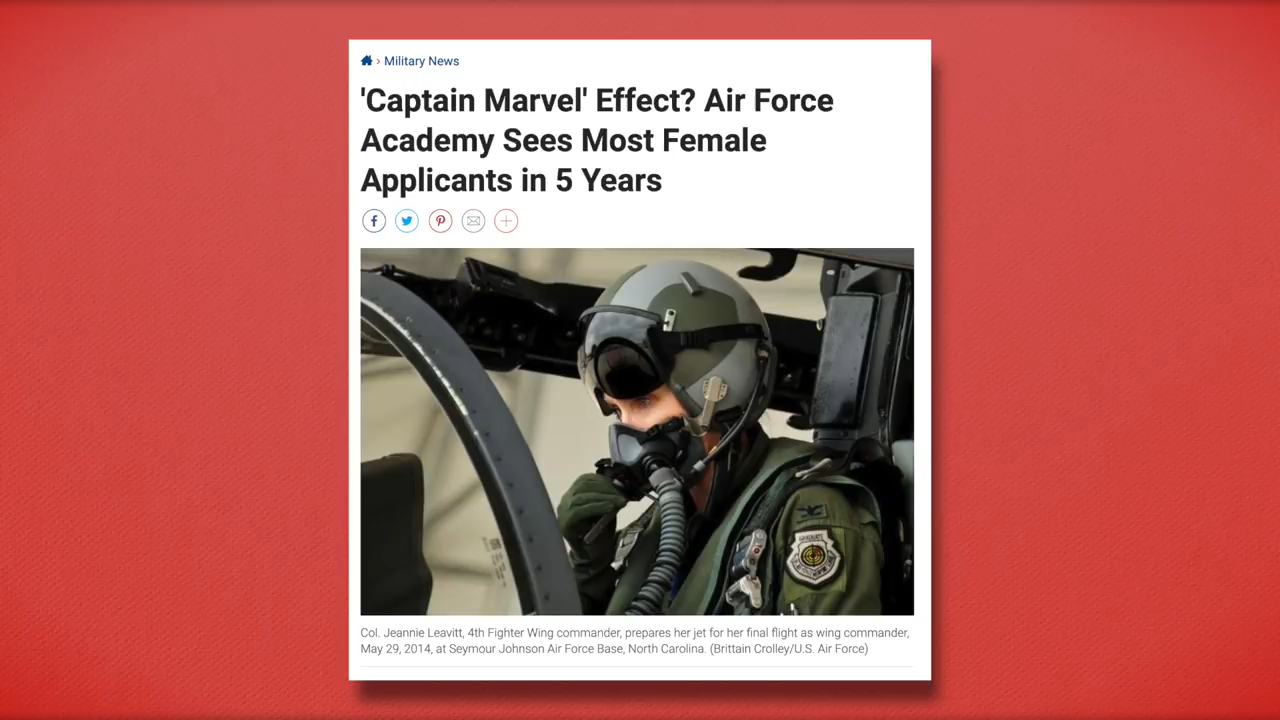 Military News
'Captain Marvel' Effect? Air Force
Academy Sees Most Female
Applicants in 5 Years
GRADUATE
Col. Jeannie Leavitt, 4th Fighter Wing commander, prepares her jet for her final flight as wing commander,
May 29, 2014, at Seymour Johnson Air Force Base, North Carolina. (Brittain Crolley/U.S. Air Force)